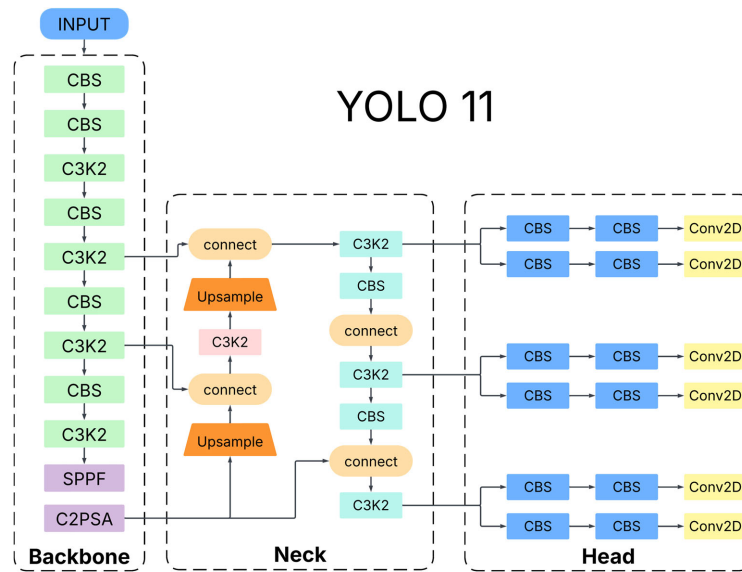 INPUT
CBS
CBS
C3K2
CBS
C3K2
CBS
C3K2
CBS
C3K2
SPPF
C2PSA
Backbone
YOLO 11
connect
Upsample
C3K2
connect
Upsample
C3K2
CBS
connect
C3K2
CBS
connect
C3K2
Neck
CBS CBS Conv2D
CBS CBS Conv2D
CBS CBS Conv2D
CBS CBS Conv2D
CBS CBS Conv2D
CBS CBS Conv2D
Head